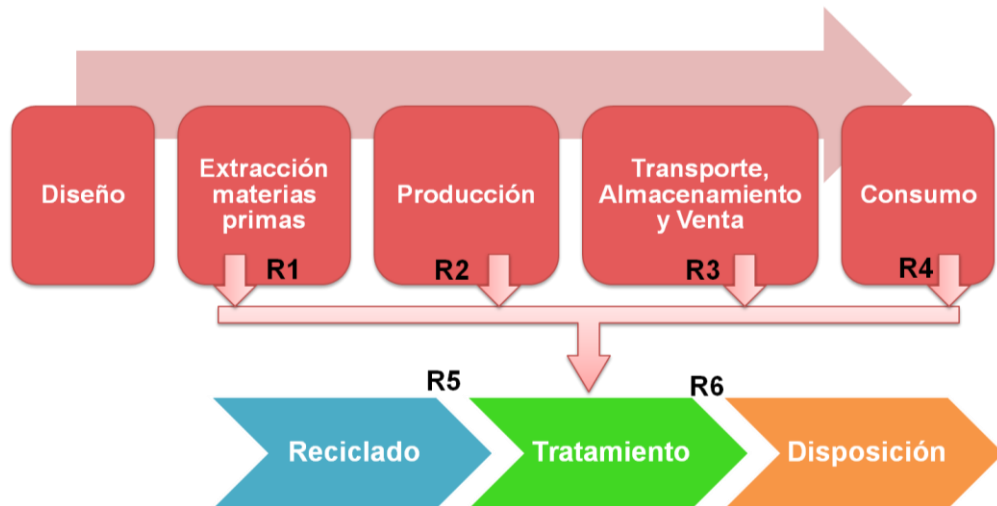 Diseño
Extracción
materias
primas
Producción
Transporte,
Almacenamiento
y Venta
Consumo
R1
R2
R3
R4
R5
R6
Reciclado
Tratamiento
Disposición